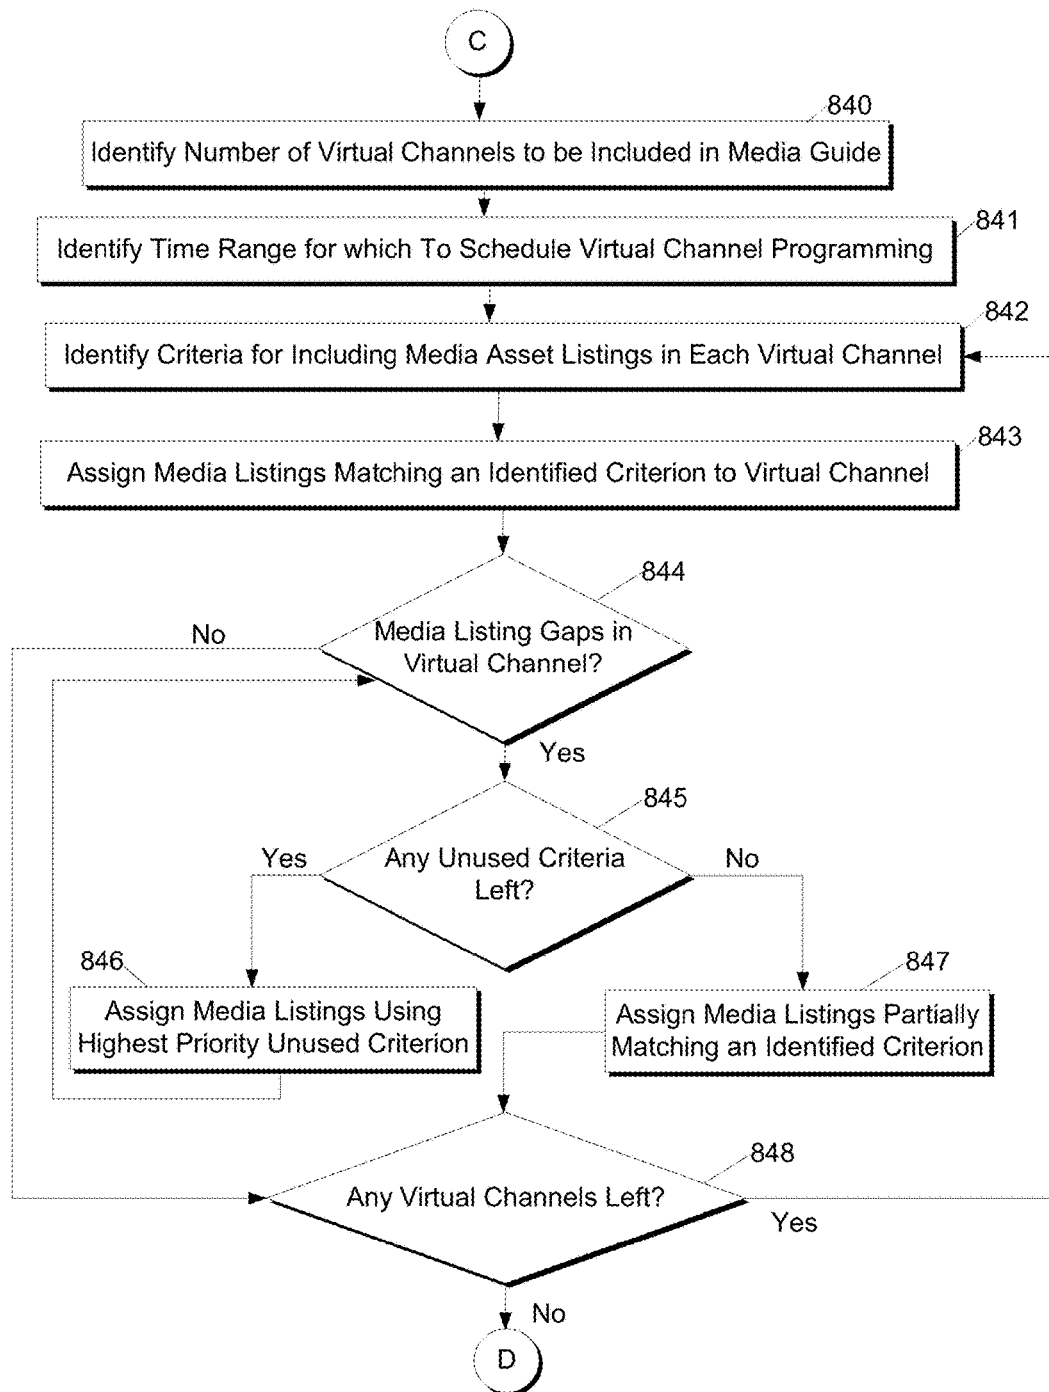 C
840
Identify Number of Virtual Channels to be Included in Media Guide
841
Identify Time Range for which To Schedule Virtual Channel Programming
842
Identify Criteria for Including Media Asset Listings in Each Virtual Channel
843
Assign Media Listings Matching an Identified Criterion to Virtual Channel
844
No
Media Listing Gaps in
Virtual Channel?
Yes
845
Yes
Any Unused Criteria
Left?
No
846
Assign Media Listings Using
Highest Priority Unused Criterion
847
Assign Media Listings Partially
Matching an Identified Criterion
848
Any Virtual Channels Left?
Yes
No
D